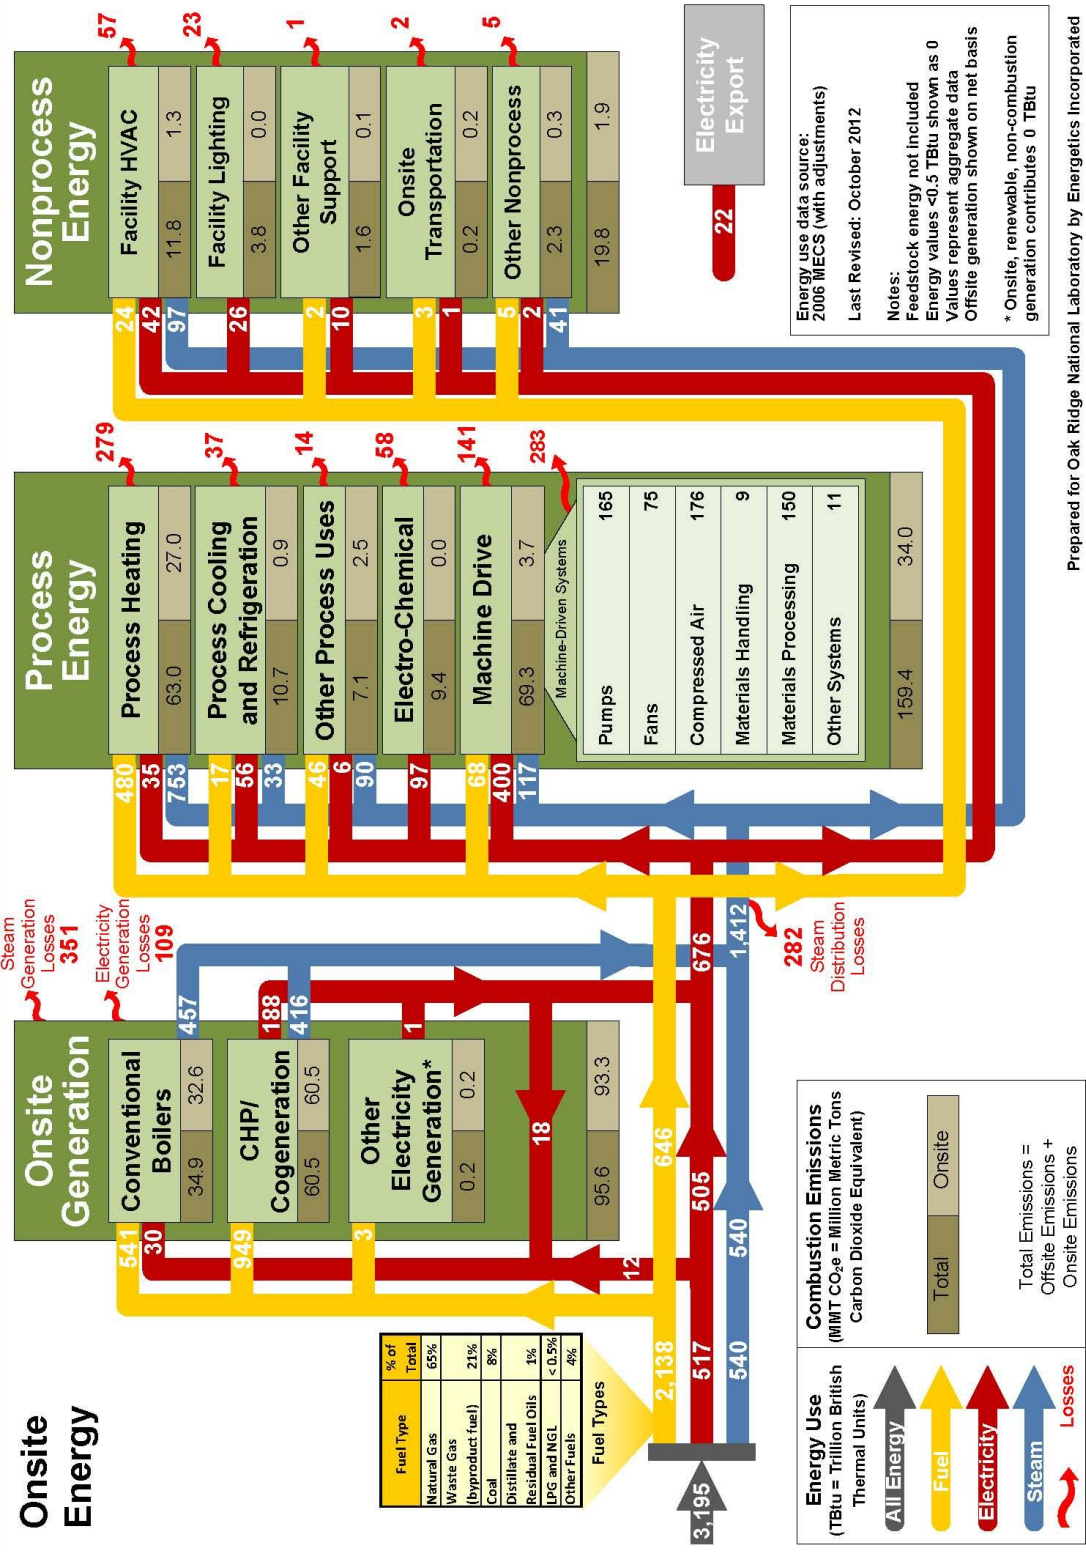 Onsite
Energy
Onsite
Generation
Process
Energy
Nonprocess
Energy
Steam
Generation
Losses
351
Electricity
Generation
Losses
109
541
30
Conventional
Boilers
34.9 32.6
457
949
CHP/
Cogeneration
60.5 60.5
188
416
3
Other
Electricity
Generation*
0.2 0.2
1
95.6 93.3
18
12
480
35
753
Process Heating
63.0 27.0
279
17
56
33
Process Cooling
and Refrigeration
10.7 0.9
37
46
6
90
Other Process Uses
7.1 2.5
14
97
Electro-Chemical
9.4 0.0
58
68
400
117
Machine Drive
69.3 3.7
141
Machine-Driven Systems
283
Pumps 165
Fans 75
Compressed Air 176
Materials Handling 9
Materials Processing 150
Other Systems 11
159.4 34.0
24
42
97
Facility HVAC
11.8 1.3
57
26
Facility Lighting
3.8 0.0
23
2
10
Other Facility
Support
1.6 0.1
1
3
1
Onsite
Transportation
0.2 0.2
2
5
2
41
Other Nonprocess
2.3 0.3
5
19.8 1.9
Fuel Type % of
Total
Natural Gas 65%
Waste Gas
(byproduct fuel) 21%
Coal 8%
Distillate and
Residual Fuel Oils 1%
LPG and NGL < 0.5%
Other Fuels 4%
Fuel Types
3,195
2,138
646
517
505
676
540
540
1,412
282
Steam
Distribution
Losses
22
Electricity
Export
Energy Use
(TBtu = Trillion British
Thermal Units)
All Energy
Fuel
Electricity
Steam
Losses
Combustion Emissions
(MMT CO₂e = Million Metric Tons
Carbon Dioxide Equivalent)
Total Onsite
Total Emissions =
Offsite Emissions +
Onsite Emissions
Energy use data source:
2006 MECS (with adjustments)
Last Revised: October 2012
Notes:
Feedstock energy not included
Energy values <0.5 TBtu shown as 0
Values represent aggregate data
Offsite generation shown on net basis
* Onsite, renewable, non-combustion
generation contributes 0 TBtu
Prepared for Oak Ridge National Laboratory by Energetics Incorporated